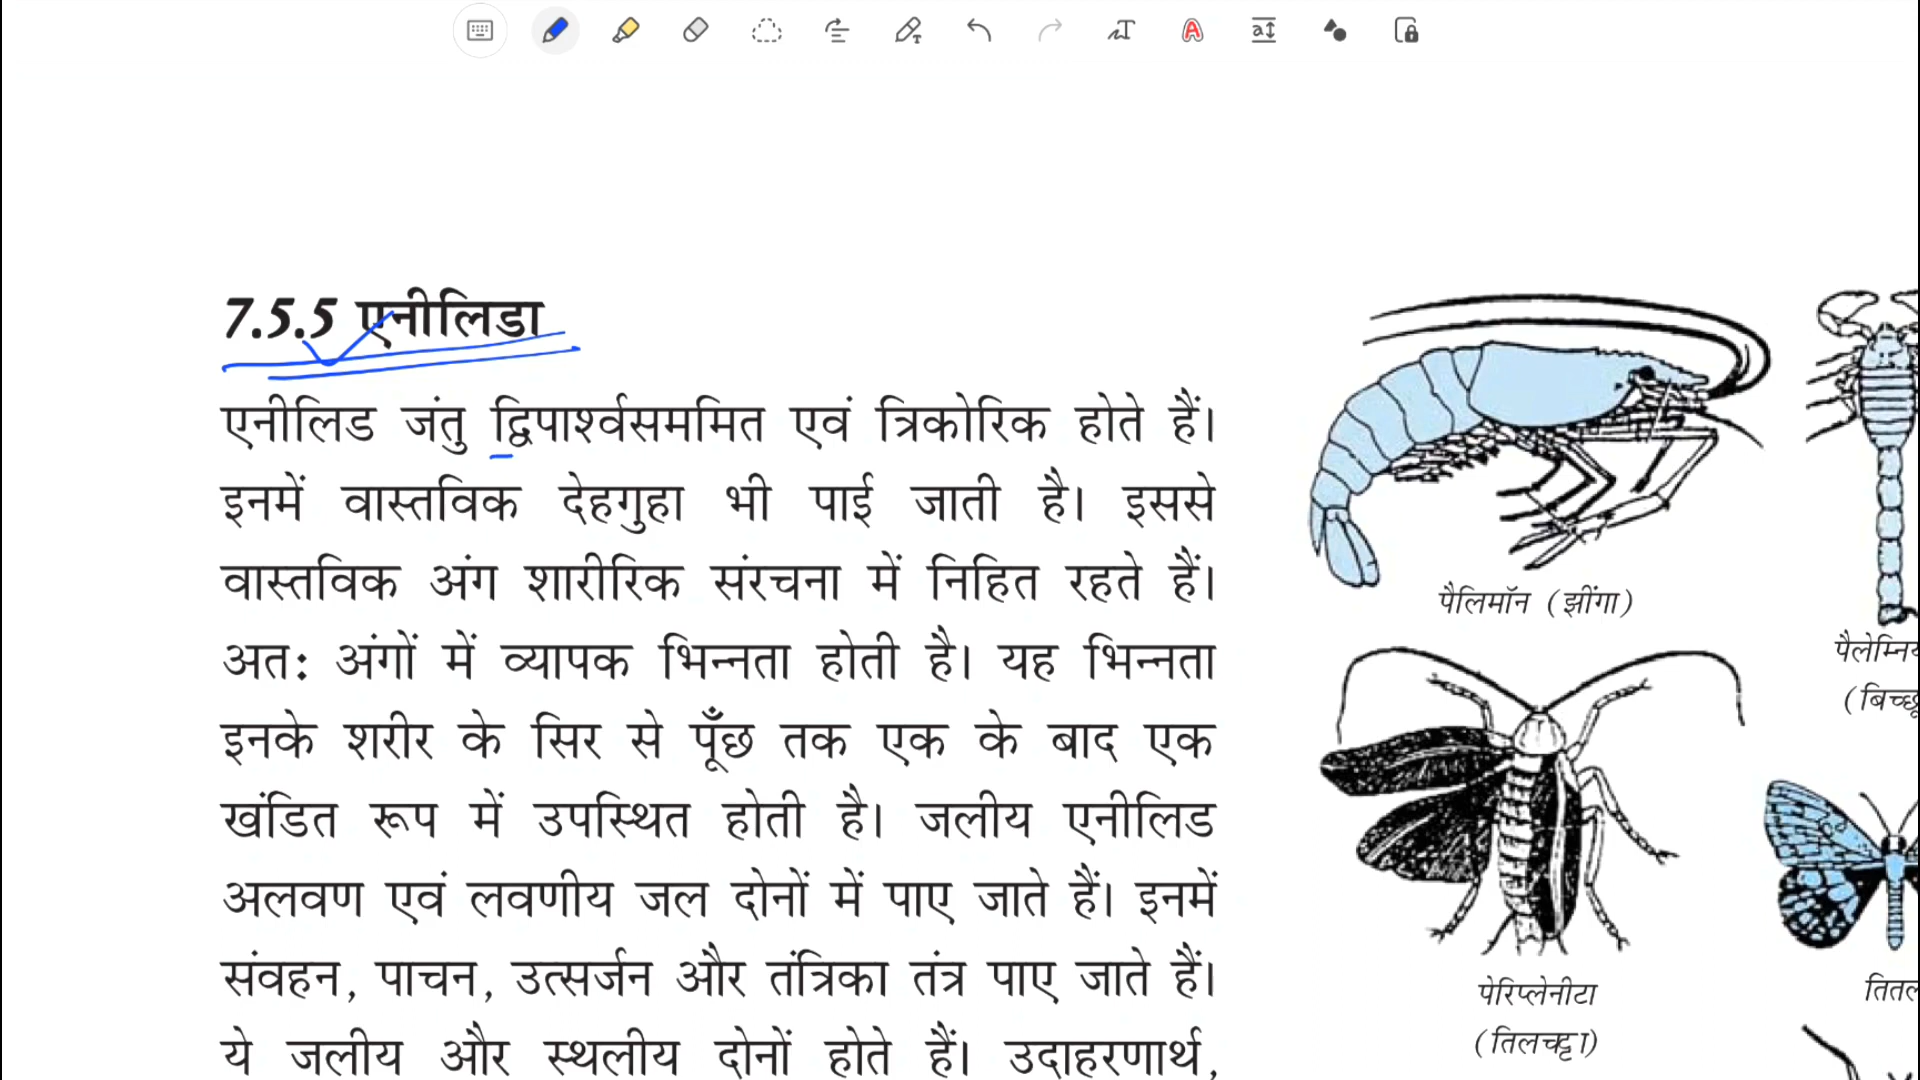 7.5.5 एनीलिडा
एनीलिड जंतु द्विपार्श्वसममित एवं त्रिकोरिक होते हैं।
इनमें वास्तविक देहगुहा भी पाई जाती है। इससे
वास्तविक अंग शारीरिक संरचना में निहित रहते हैं।
अतः अंगों में व्यापक भिन्नता होती है। यह भिन्नता
इनके शरीर के सिर से पूँछ तक एक के बाद एक
खंडित रूप में उपस्थित होती है। जलीय एनीलिड
अलवण एवं लवणीय जल दोनों में पाए जाते हैं। इनमें
संवहन, पाचन, उत्सर्जन और तंत्रिका तंत्र पाए जाते हैं।
ये जलीय और स्थलीय दोनों होते हैं। उदाहरणार्थ,
पैलिमॉन (झींगा)
पेरिप्लेनीटा
(तिलचट्टा)